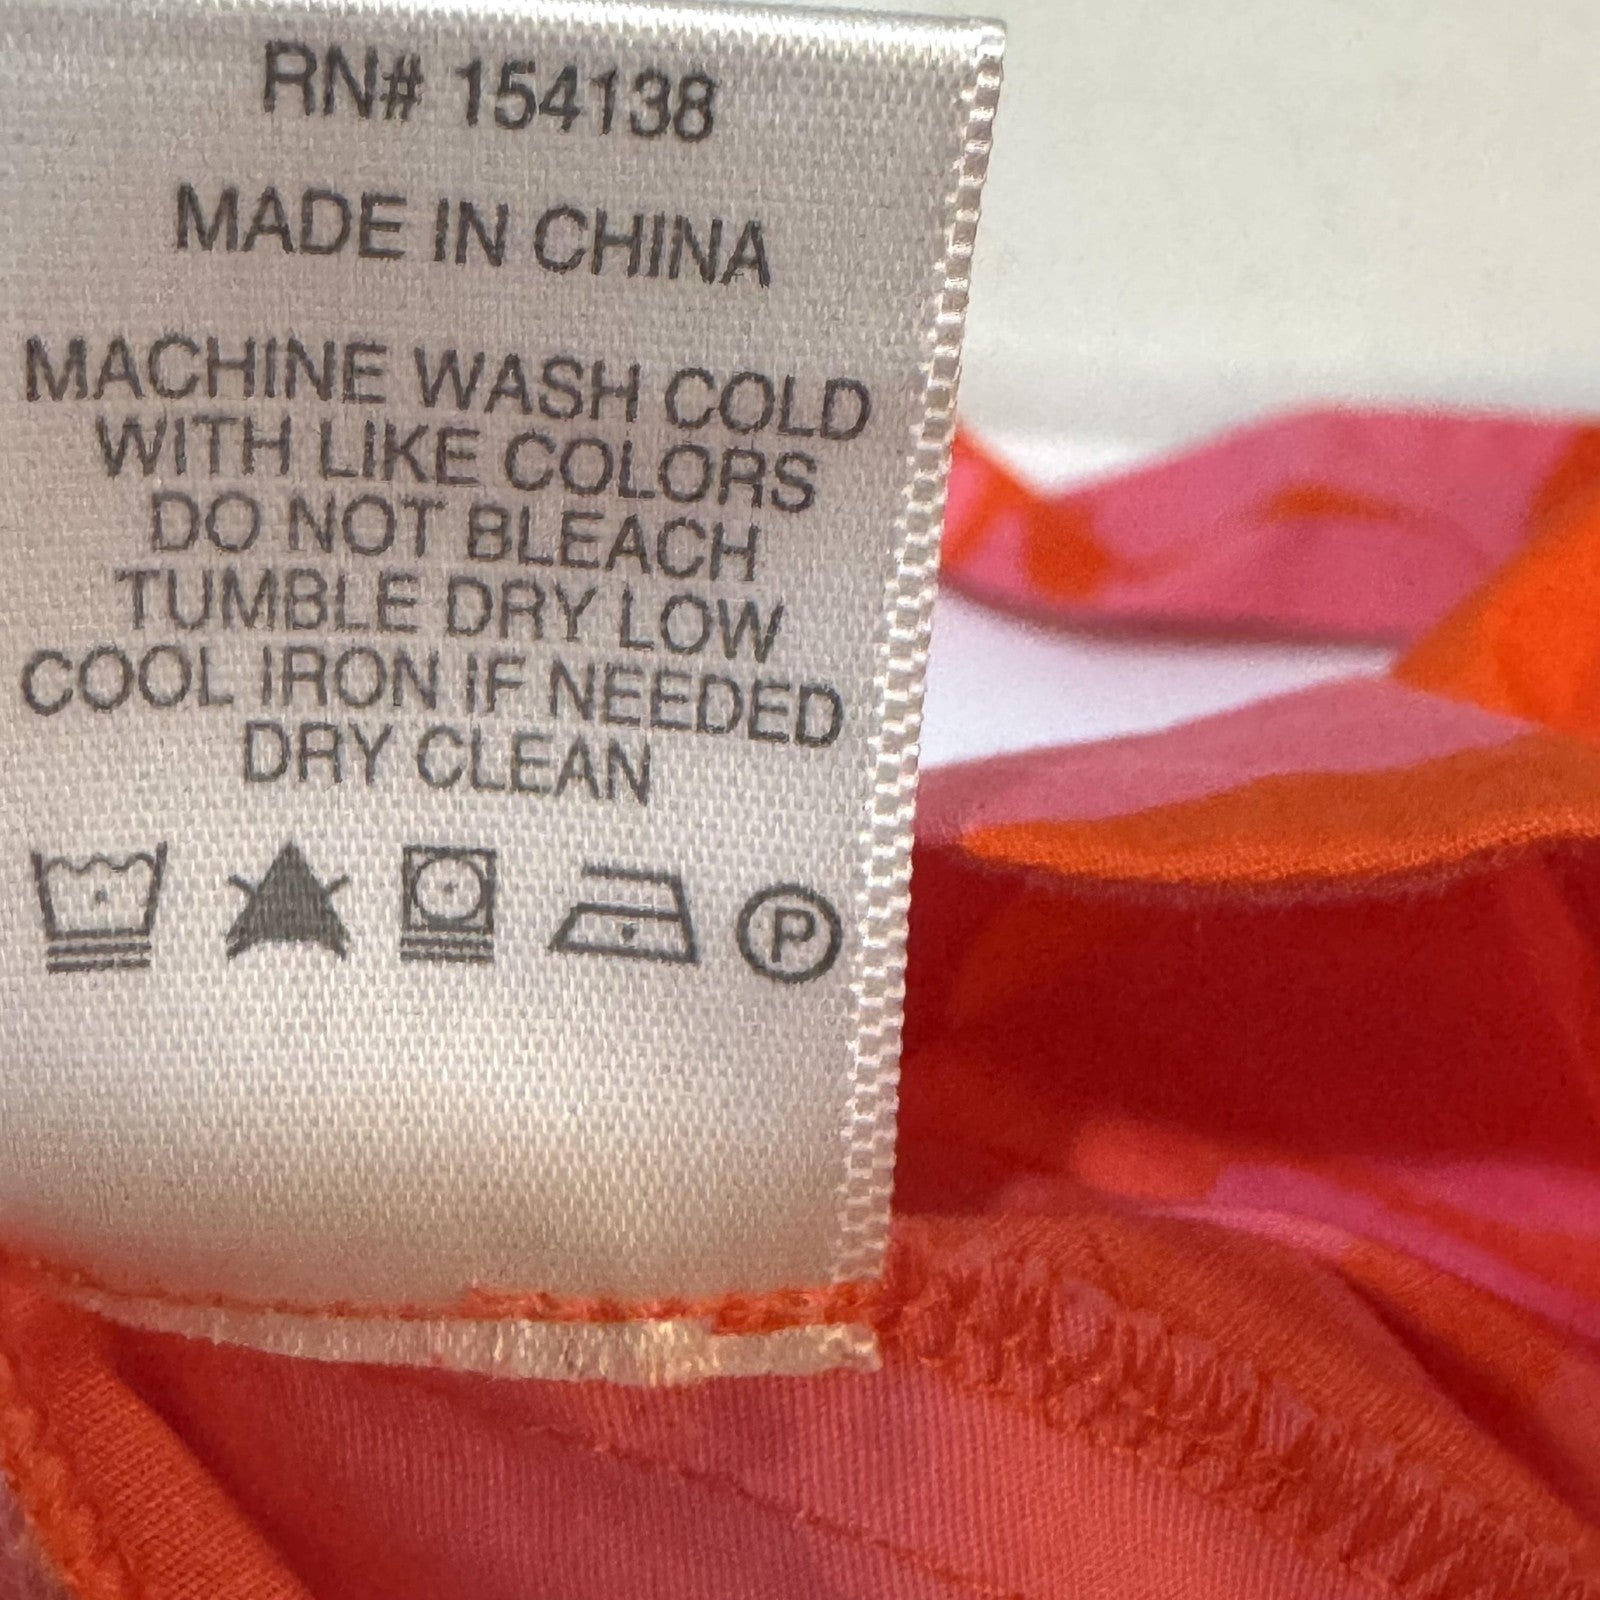 RN# 154138
MADE IN CHINA
MACHINE WASH COLD
WITH LIKE COLORS
DO NOT BLEACH
TUMBLE DRY LOW
COOL IRON IF NEEDED
DRY CLEAN
P